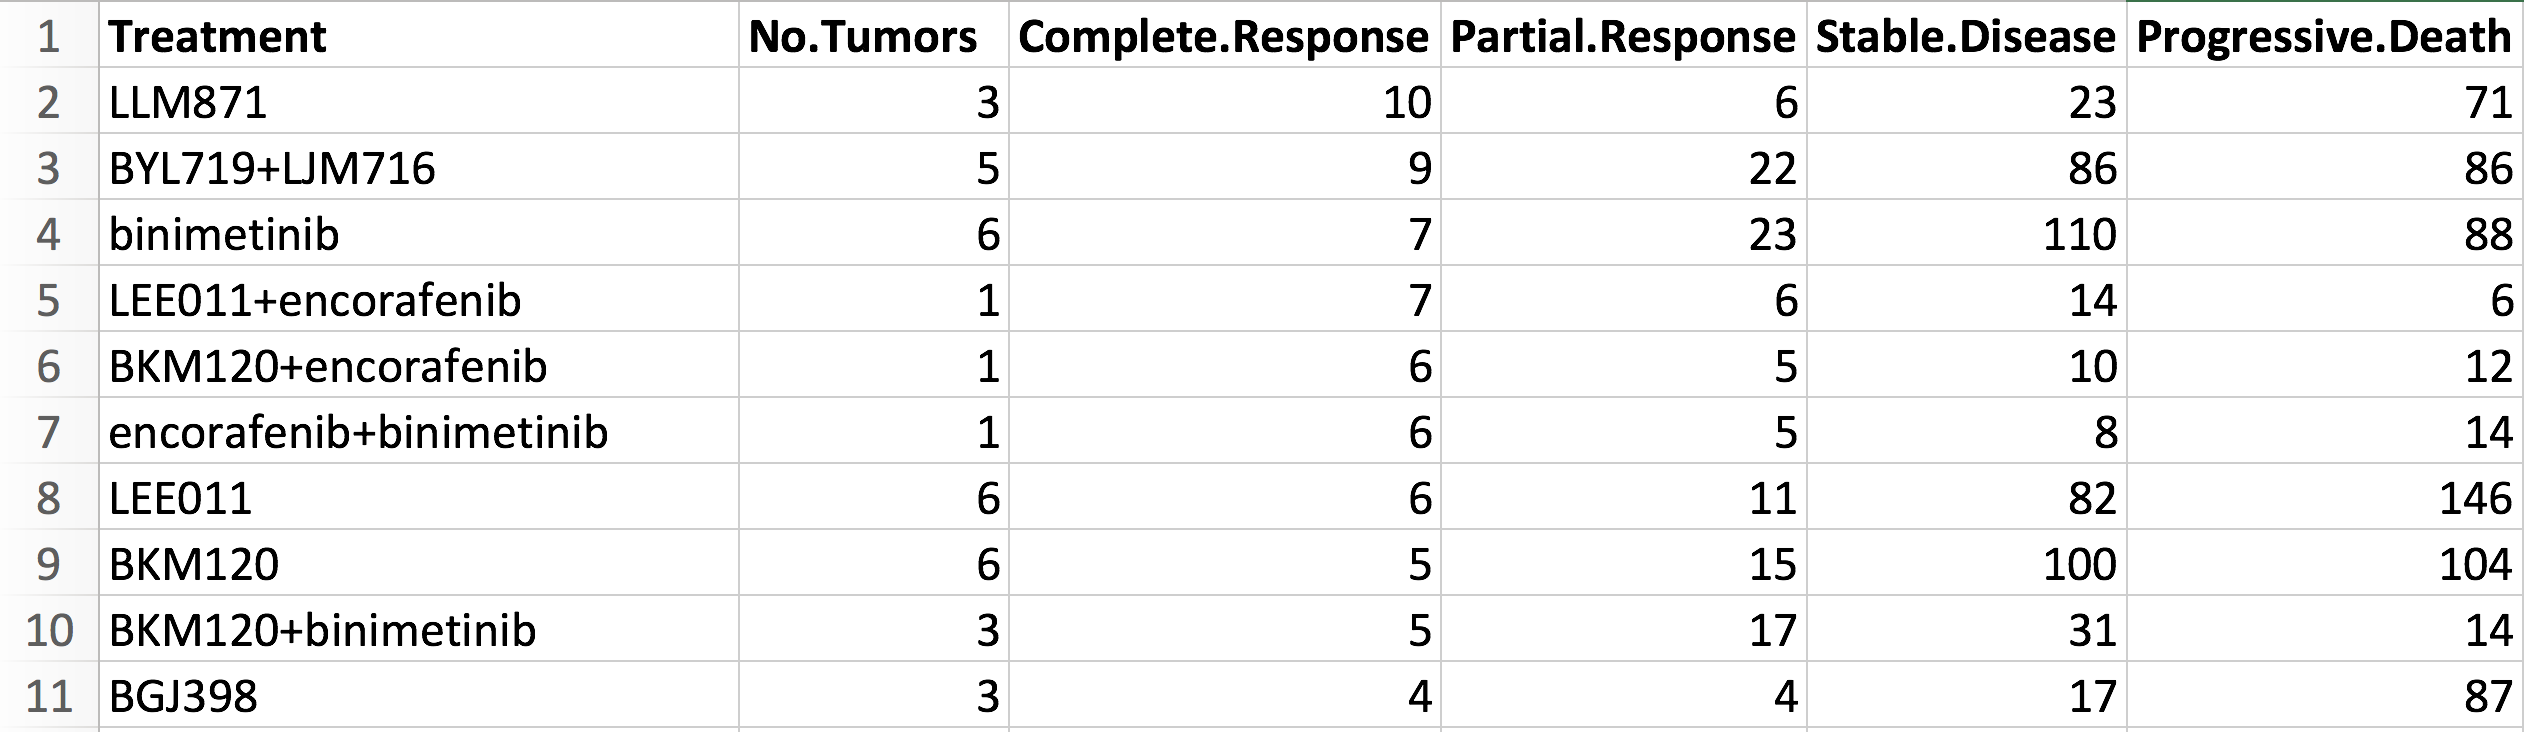 1 Treatment No.Tumors Complete.Response Partial.Response Stable.Disease Progressive.Death
2 LLM871 3 10 6 23 71
3 BYL719+LJM716 5 9 22 86 86
4 binimetinib 6 7 23 110 88
5 LEE011+encorafenib 1 7 6 14 6
6 BKM120+encorafenib 1 6 5 10 12
7 encorafenib+binimetinib 1 6 5 8 14
8 LEE011 6 6 11 82 146
9 BKM120 6 5 15 100 104
10 BKM120+binimetinib 3 5 17 31 14
11 BGJ398 3 4 4 17 87